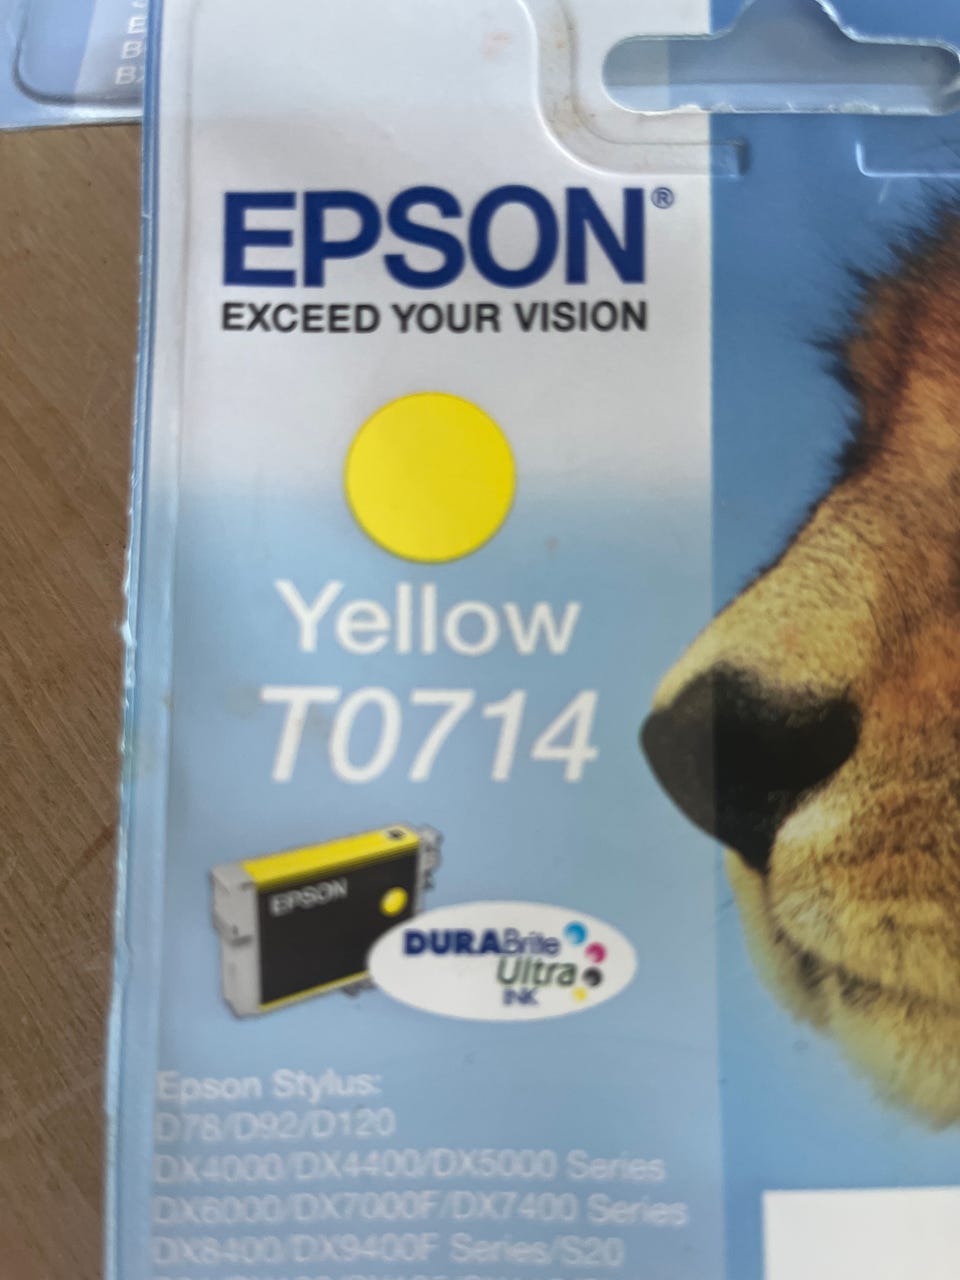 EPSON®
EXCEED YOUR VISION
Yellow
T0714
EPSON
DURABrite
Ultra
INK
Epson Stylus:
D78/D92/D120
DX4000/DX4400/DX5000 Series
DX6000/DX7000F/DX7400 Series
DX8400/DX9400F Series/S20